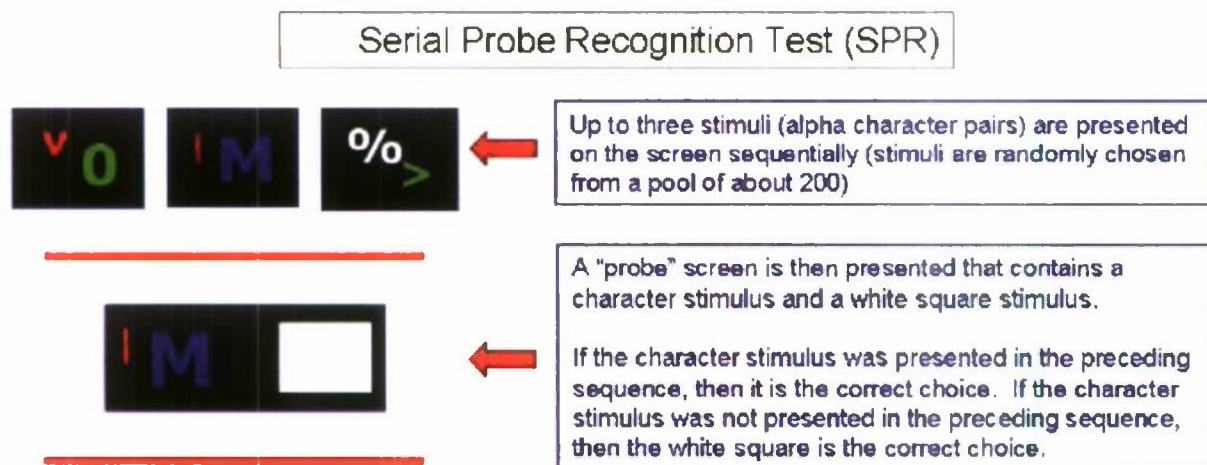 Serial Probe Recognition Test (SPR)
v 0
I M
% >
Up to three stimuli (alpha character pairs) are presented
on the screen sequentially (stimuli are randomly chosen
from a pool of about 200)
A "probe" screen is then presented that contains a
character stimulus and a white square stimulus.
I M
If the character stimulus was presented in the preceding
sequence, then it is the correct choice. If the character
stimulus was not presented in the preceding sequence,
then the white square is the correct choice.